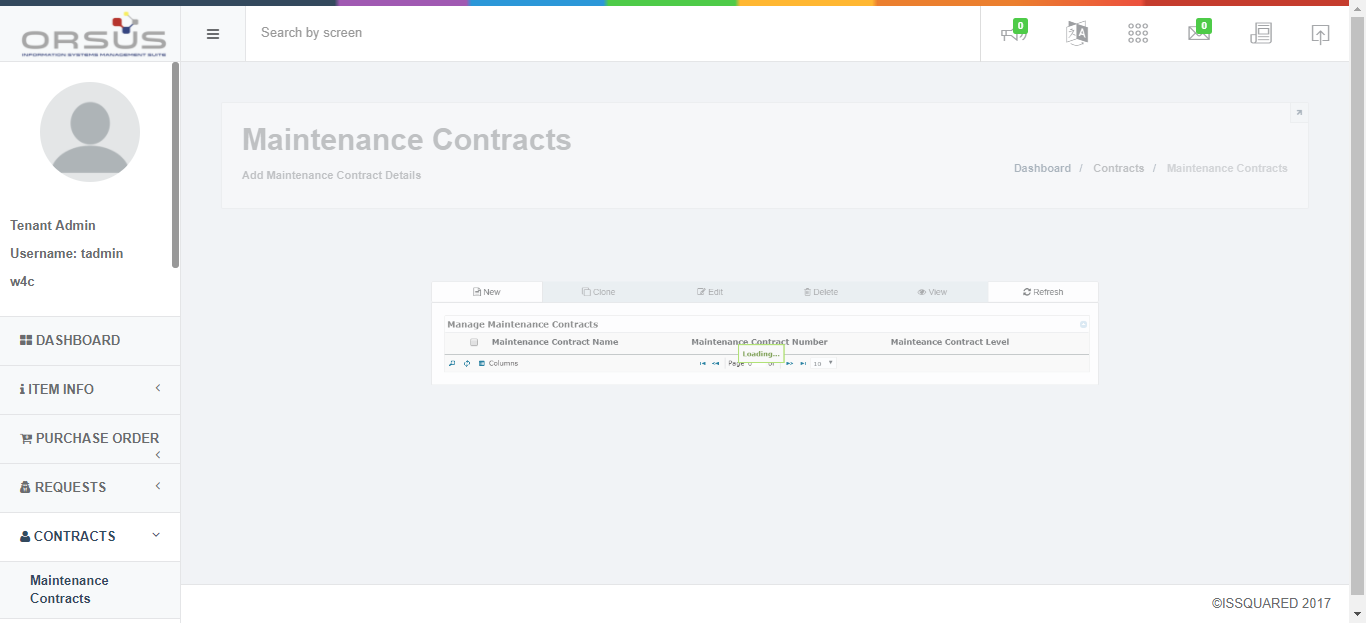 ORSUS
INFORMATION SYSTEMS MANAGEMENT SUITE
Search by screen
0
0
Tenant Admin
Username: tadmin
w4c
DASHBOARD
ITEM INFO
PURCHASE ORDER
REQUESTS
CONTRACTS
Maintenance
Contracts
Maintenance Contracts
Add Maintenance Contract Details
Dashboard / Contracts / Maintenance Contracts
New Clone Edit Delete View Refresh
Manage Maintenance Contracts
Maintenance Contract Name Maintenance Contract Number Mainteance Contract Level
Loading...
Columns Page of 10
©ISSQUARED 2017